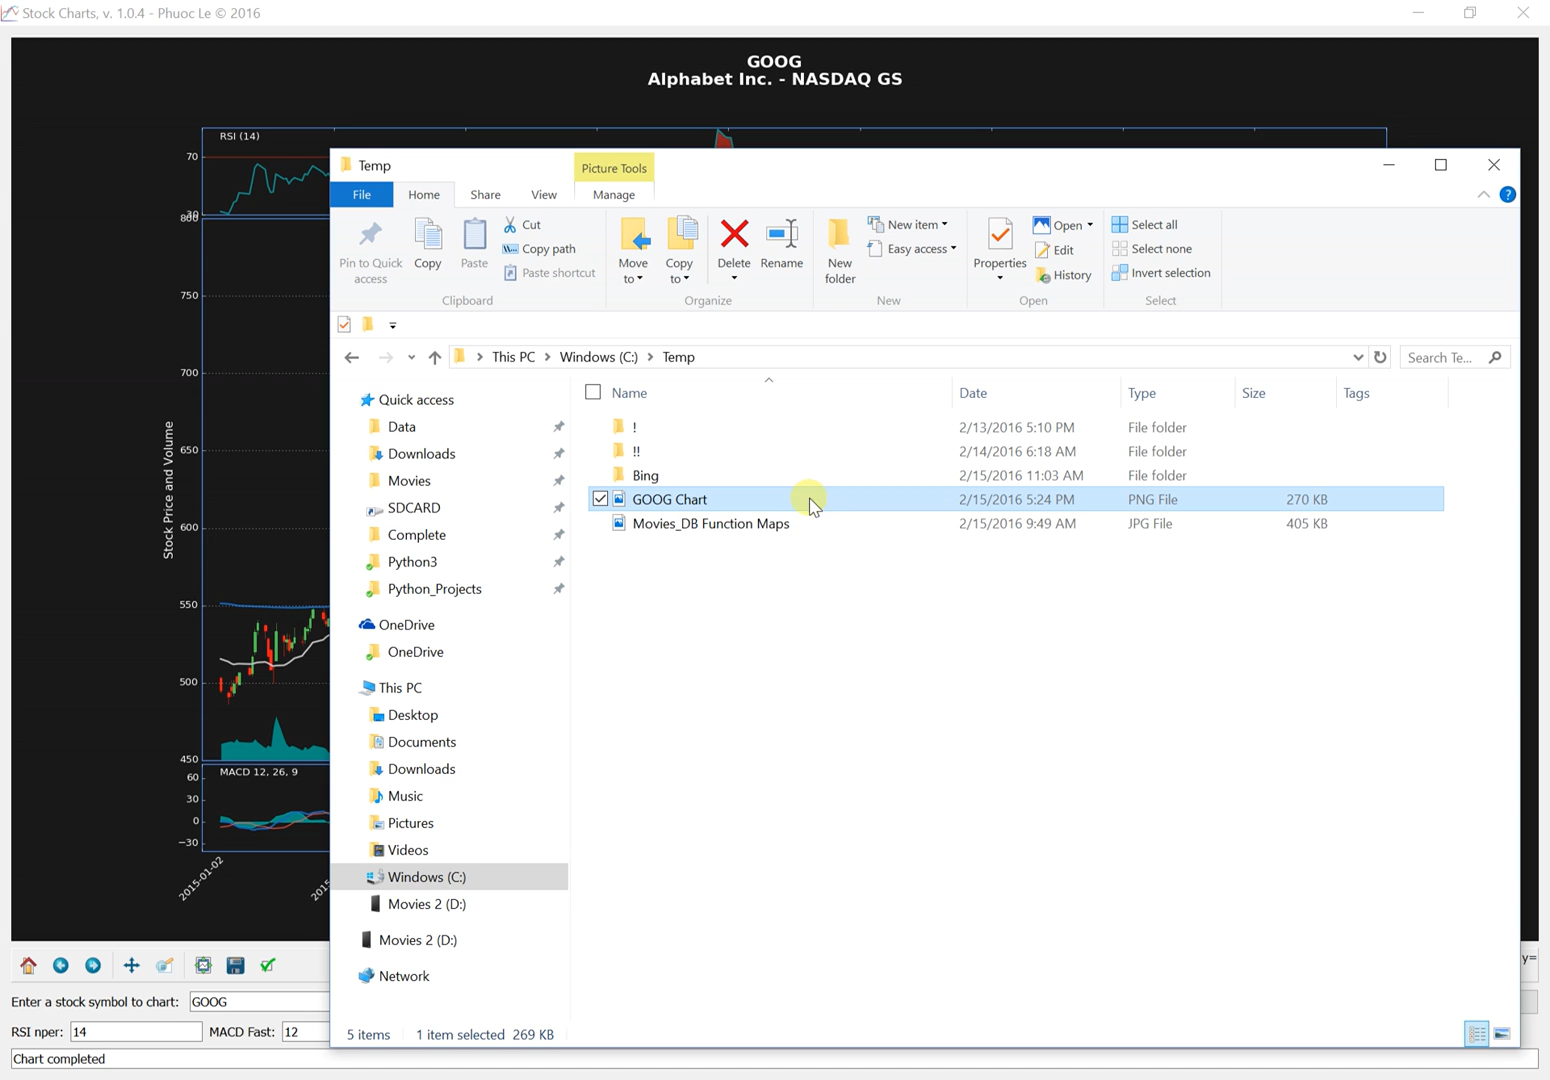 Stock Charts, v. 1.0.4 - Phuoc Le © 2016
GOOG
Alphabet Inc. - NASDAQ GS
RSI (14)
70
800
750
700
650
600
550
500
450
Stock Price and Volume
MACD 12, 26, 9
60
30
0
−30
2015-01-02
Temp
Picture Tools
File
Home
Share
View
Manage
Pin to Quick access
Copy
Paste
Cut
Copy path
Paste shortcut
Clipboard
Move to
Copy to
Delete
Rename
Organize
New folder
New item
Easy access
New
Properties
Open
Edit
History
Open
Select all
Select none
Invert selection
Select
This PC > Windows (C:) > Temp
Search Te...
Quick access
Data
Downloads
Movies
SDCARD
Complete
Python3
Python_Projects
OneDrive
OneDrive
This PC
Desktop
Documents
Downloads
Music
Pictures
Videos
Windows (C:)
Movies 2 (D:)
Movies 2 (D:)
Network
Name Date Type Size Tags
! 2/13/2016 5:10 PM File folder
!! 2/14/2016 6:18 AM File folder
Bing 2/15/2016 11:03 AM File folder
GOOG Chart 2/15/2016 5:24 PM PNG File 270 KB
Movies_DB Function Maps 2/15/2016 9:49 AM JPG File 405 KB
5 items 1 item selected 269 KB
y=
Enter a stock symbol to chart: GOOG
RSI nper: 14 MACD Fast: 12
Chart completed